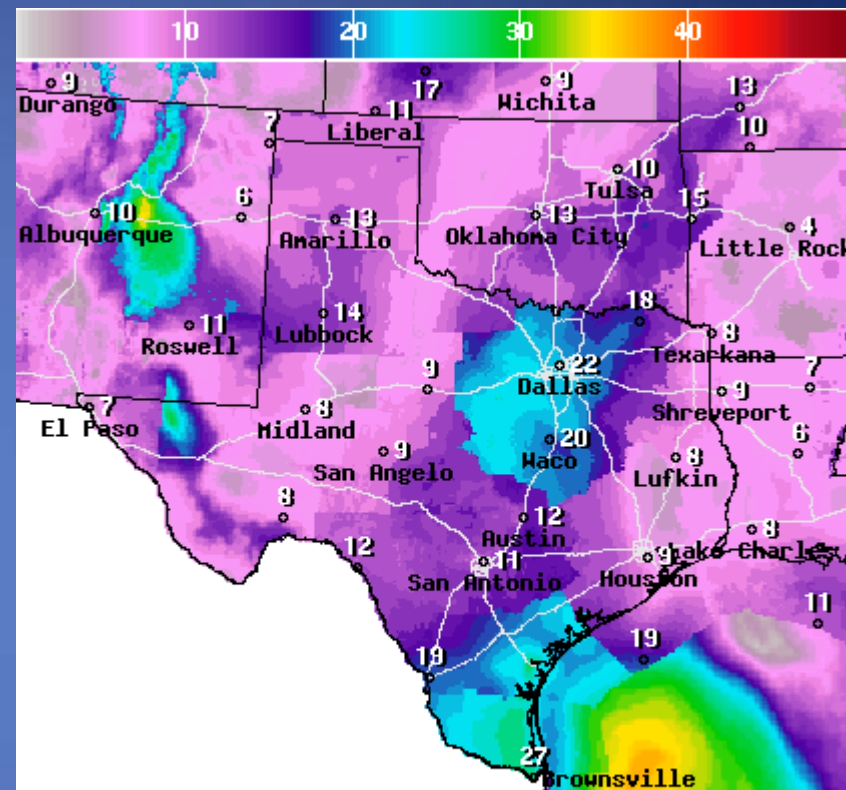 10 20 30 40
9 17 9 13
Durango 11 Wichita
Liberal
7 10
10
Tulsa
10 6 13 13 15 4
Albuquerque Amarillo Oklahoma City Little Rock
11 14 18
Roswell Lubbock 8
Texarkana
22
9 Dallas 9 7
7 8 Shreveport
El Paso Midland
9 20 6
San Angelo Waco 8
Lufkin
8 12 8
Austin
12 11 9 Lake Charles
San Antonio Houston
11
19 19
27
Brownsville